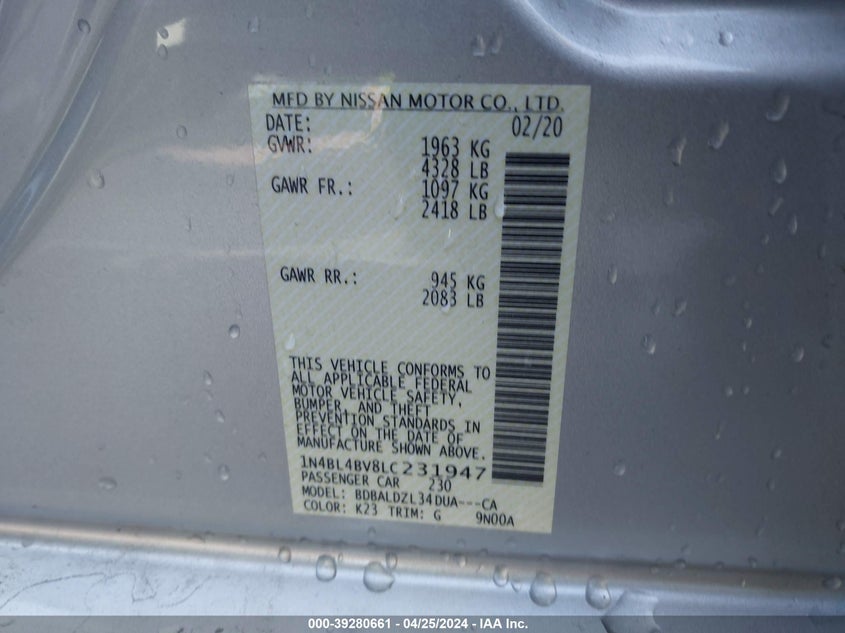 MFD BY NISSAN MOTOR CO., LTD.
DATE: 02/20
GVWR: 1963 KG
4328 LB
GAWR FR.: 1097 KG
2418 LB
GAWR RR.: 945 KG
2083 LB
THIS VEHICLE CONFORMS TO
ALL APPLICABLE FEDERAL
MOTOR VEHICLE SAFETY,
BUMPER, AND THEFT
PREVENTION STANDARDS IN
EFFECT ON THE DATE OF
MANUFACTURE SHOWN ABOVE.
1N4BL4BV8LC231947
PASSENGER CAR 230
MODEL: BDBALDZL34DUA---CA
COLOR: K23 TRIM: G 9N00A
000-39280661 - 04/25/2024 - IAA Inc.